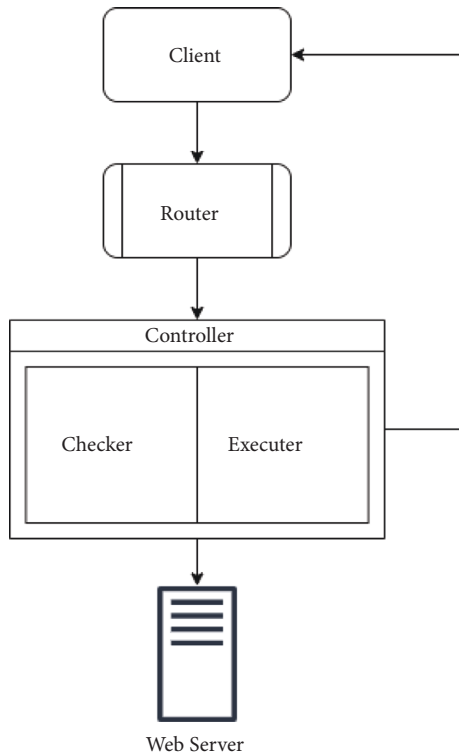 Client
Router
Controller
Checker
Executer
Web Server